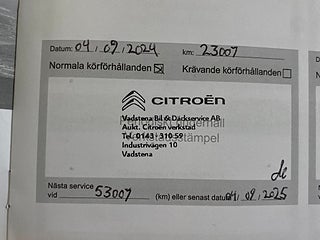 Datum: 04, 09, 2024 km: 23007
Normala körförhållanden ☒ Krävande körförhållanden ☐
CITROËN
Vadstena Bil & Däckservice AB
Aukt. Citroën verkstad
Tel. 0143 - 310 59
Industrivägen 10
Vadstena
Nästa service
vid 53007 (km) eller senast datum 04, 09, 2025